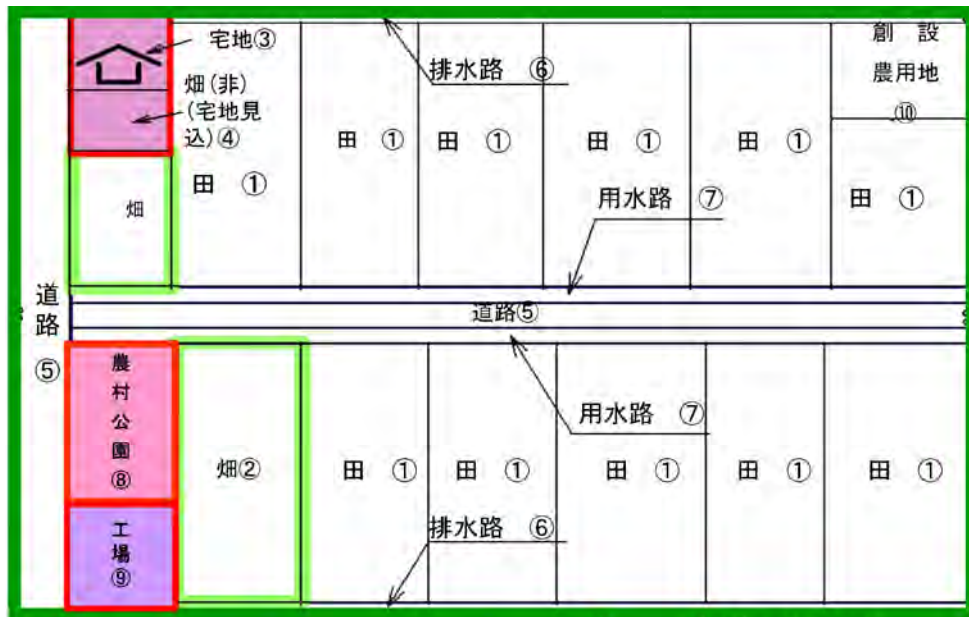 宅地③
畑(非)
(宅地見
込)④
畑
田 ①
排水路 ⑥
田 ①
田 ①
田 ①
田 ①
用水路 ⑦
創 設
農用地
⑩
田 ①
道路⑤
道路⑤
農村公園⑧
工場⑨
畑②
用水路 ⑦
田 ①
田 ①
田 ①
田 ①
田 ①
排水路 ⑥